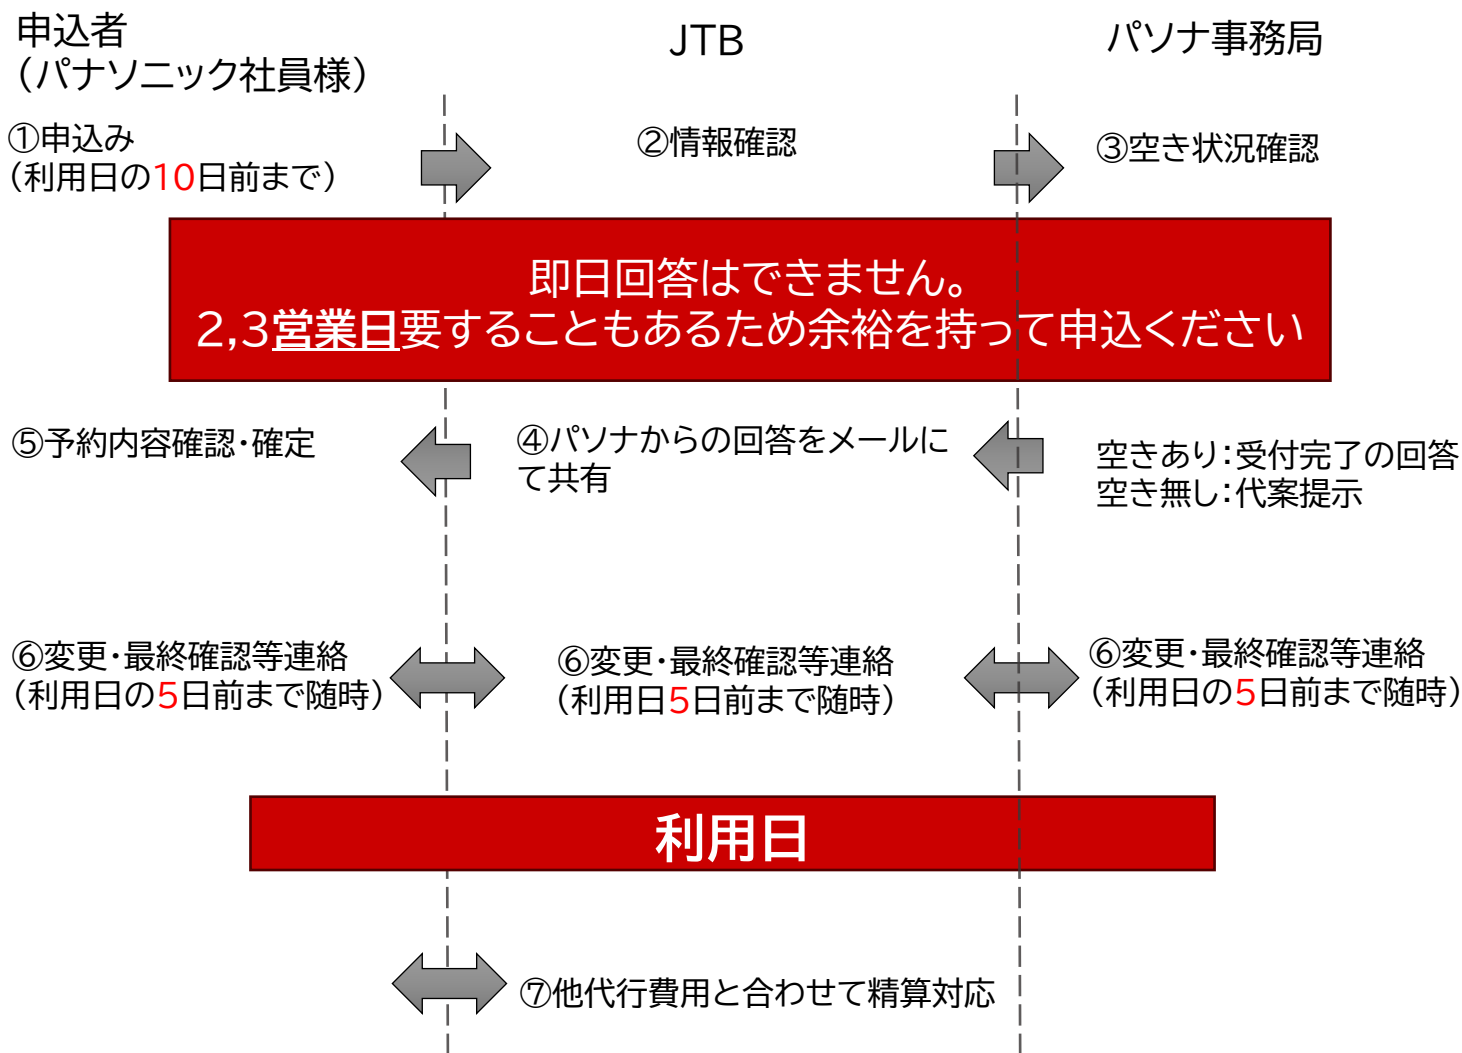 申込者
（パナソニック社員様）
JTB
パソナ事務局
①申込み
（利用日の10日前まで）
②情報確認
③空き状況確認
即日回答はできません。
2,3営業日要することもあるため余裕を持って申込ください
⑤予約内容確認・確定
④パソナからの回答をメールに
て共有
空きあり：受付完了の回答
空き無し：代案提示
⑥変更・最終確認等連絡
（利用日の5日前まで随時）
⑥変更・最終確認等連絡
（利用日5日前まで随時）
⑥変更・最終確認等連絡
（利用日の5日前まで随時）
利用日
⑦他代行費用と合わせて精算対応